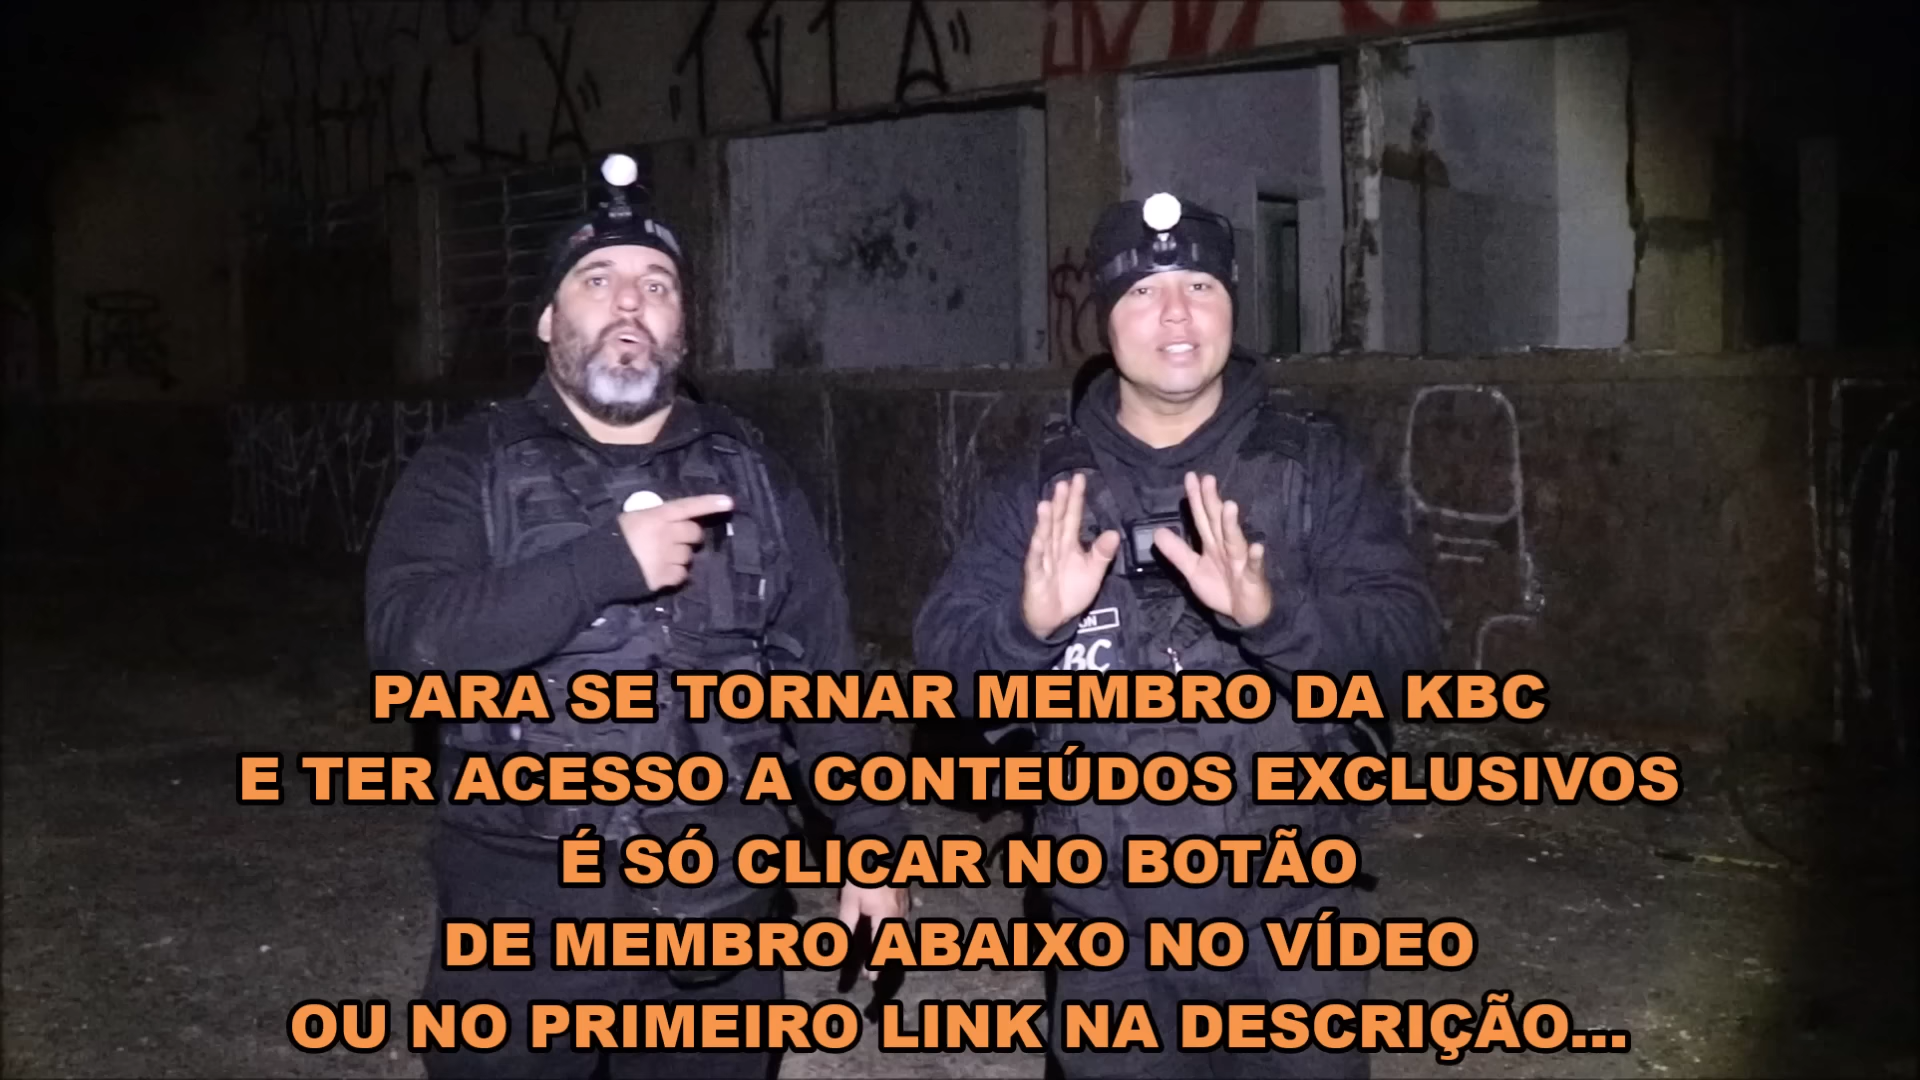 TETA"
PARA SE TORNAR MEMBRO DA KBC
E TER ACESSO A CONTEÚDOS EXCLUSIVOS
É SÓ CLICAR NO BOTÃO
DE MEMBRO ABAIXO NO VÍDEO
OU NO PRIMEIRO LINK NA DESCRIÇÃO...